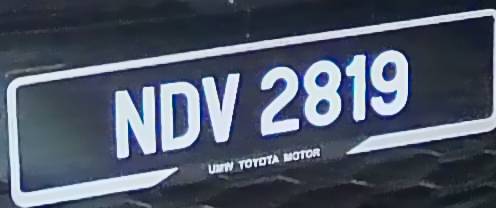 NDV 2819
UMW TOYOTA MOTOR